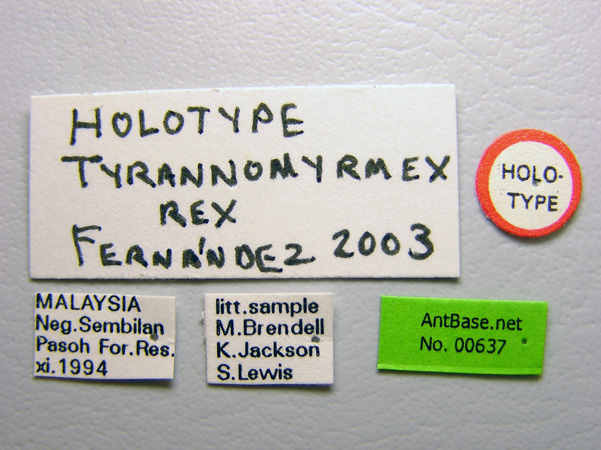 HOLOTYPE
TYRANNOMYRMEX
REX
FERNÁNDEZ 2003
HOLO-
TYPE
MALAYSIA
Neg.Sembilan
Pasoh For.Res.
xi.1994
litt.sample
M.Brendell
K.Jackson
S.Lewis
AntBase.net
No. 00637